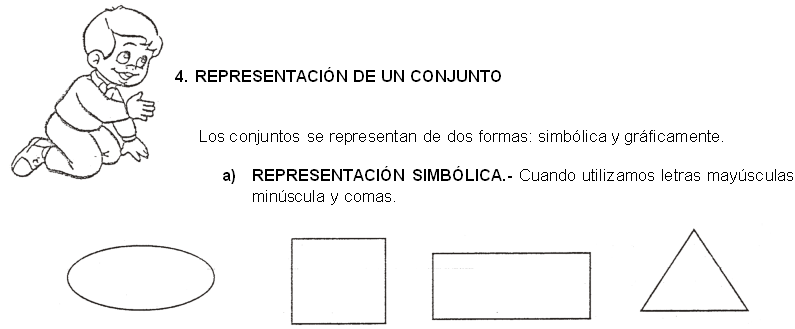 4. REPRESENTACIÓN DE UN CONJUNTO
Los conjuntos se representan de dos formas: simbólica y gráficamente.
a) REPRESENTACIÓN SIMBÓLICA.- Cuando utilizamos letras mayúsculas
minúscula y comas.